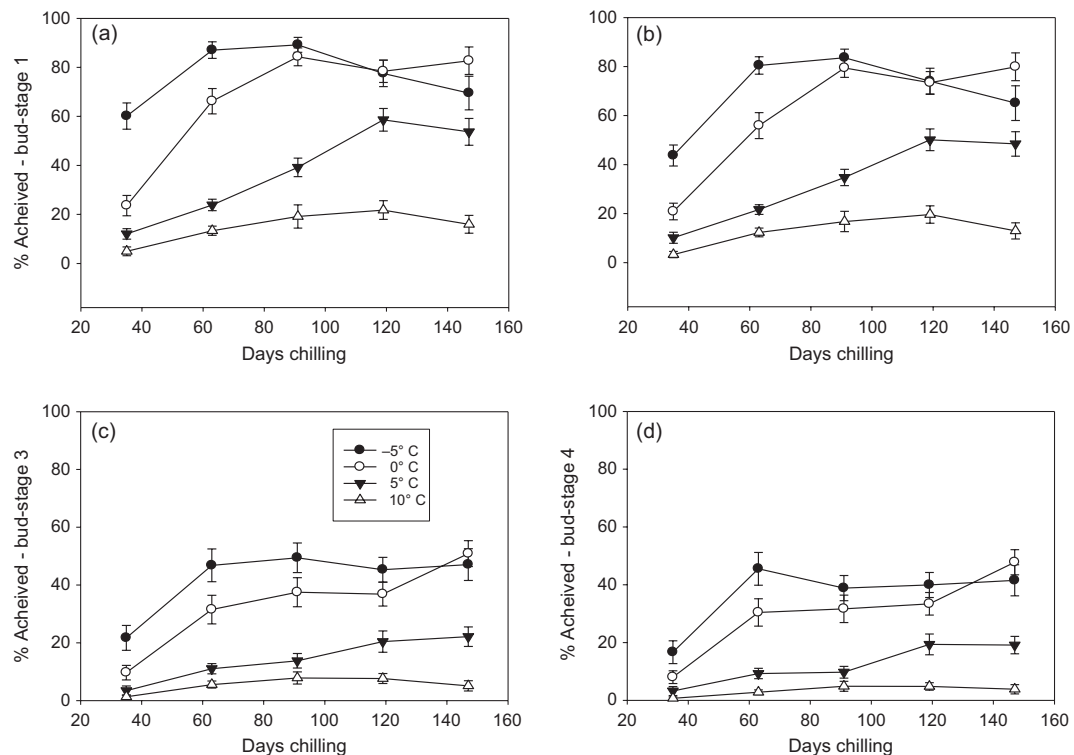 (a)
% Acheived - bud-stage 1
100
80
60
40
20
0
20 40 60 80 100 120 140 160
Days chilling
(b)
100
80
60
40
20
0
20 40 60 80 100 120 140 160
Days chilling
(c)
% Acheived - bud-stage 3
100
80
60
40
20
0
–5° C
0° C
5° C
10° C
20 40 60 80 100 120 140 160
Days chilling
(d)
% Acheived - bud-stage 4
100
80
60
40
20
0
20 40 60 80 100 120 140 160
Days chilling